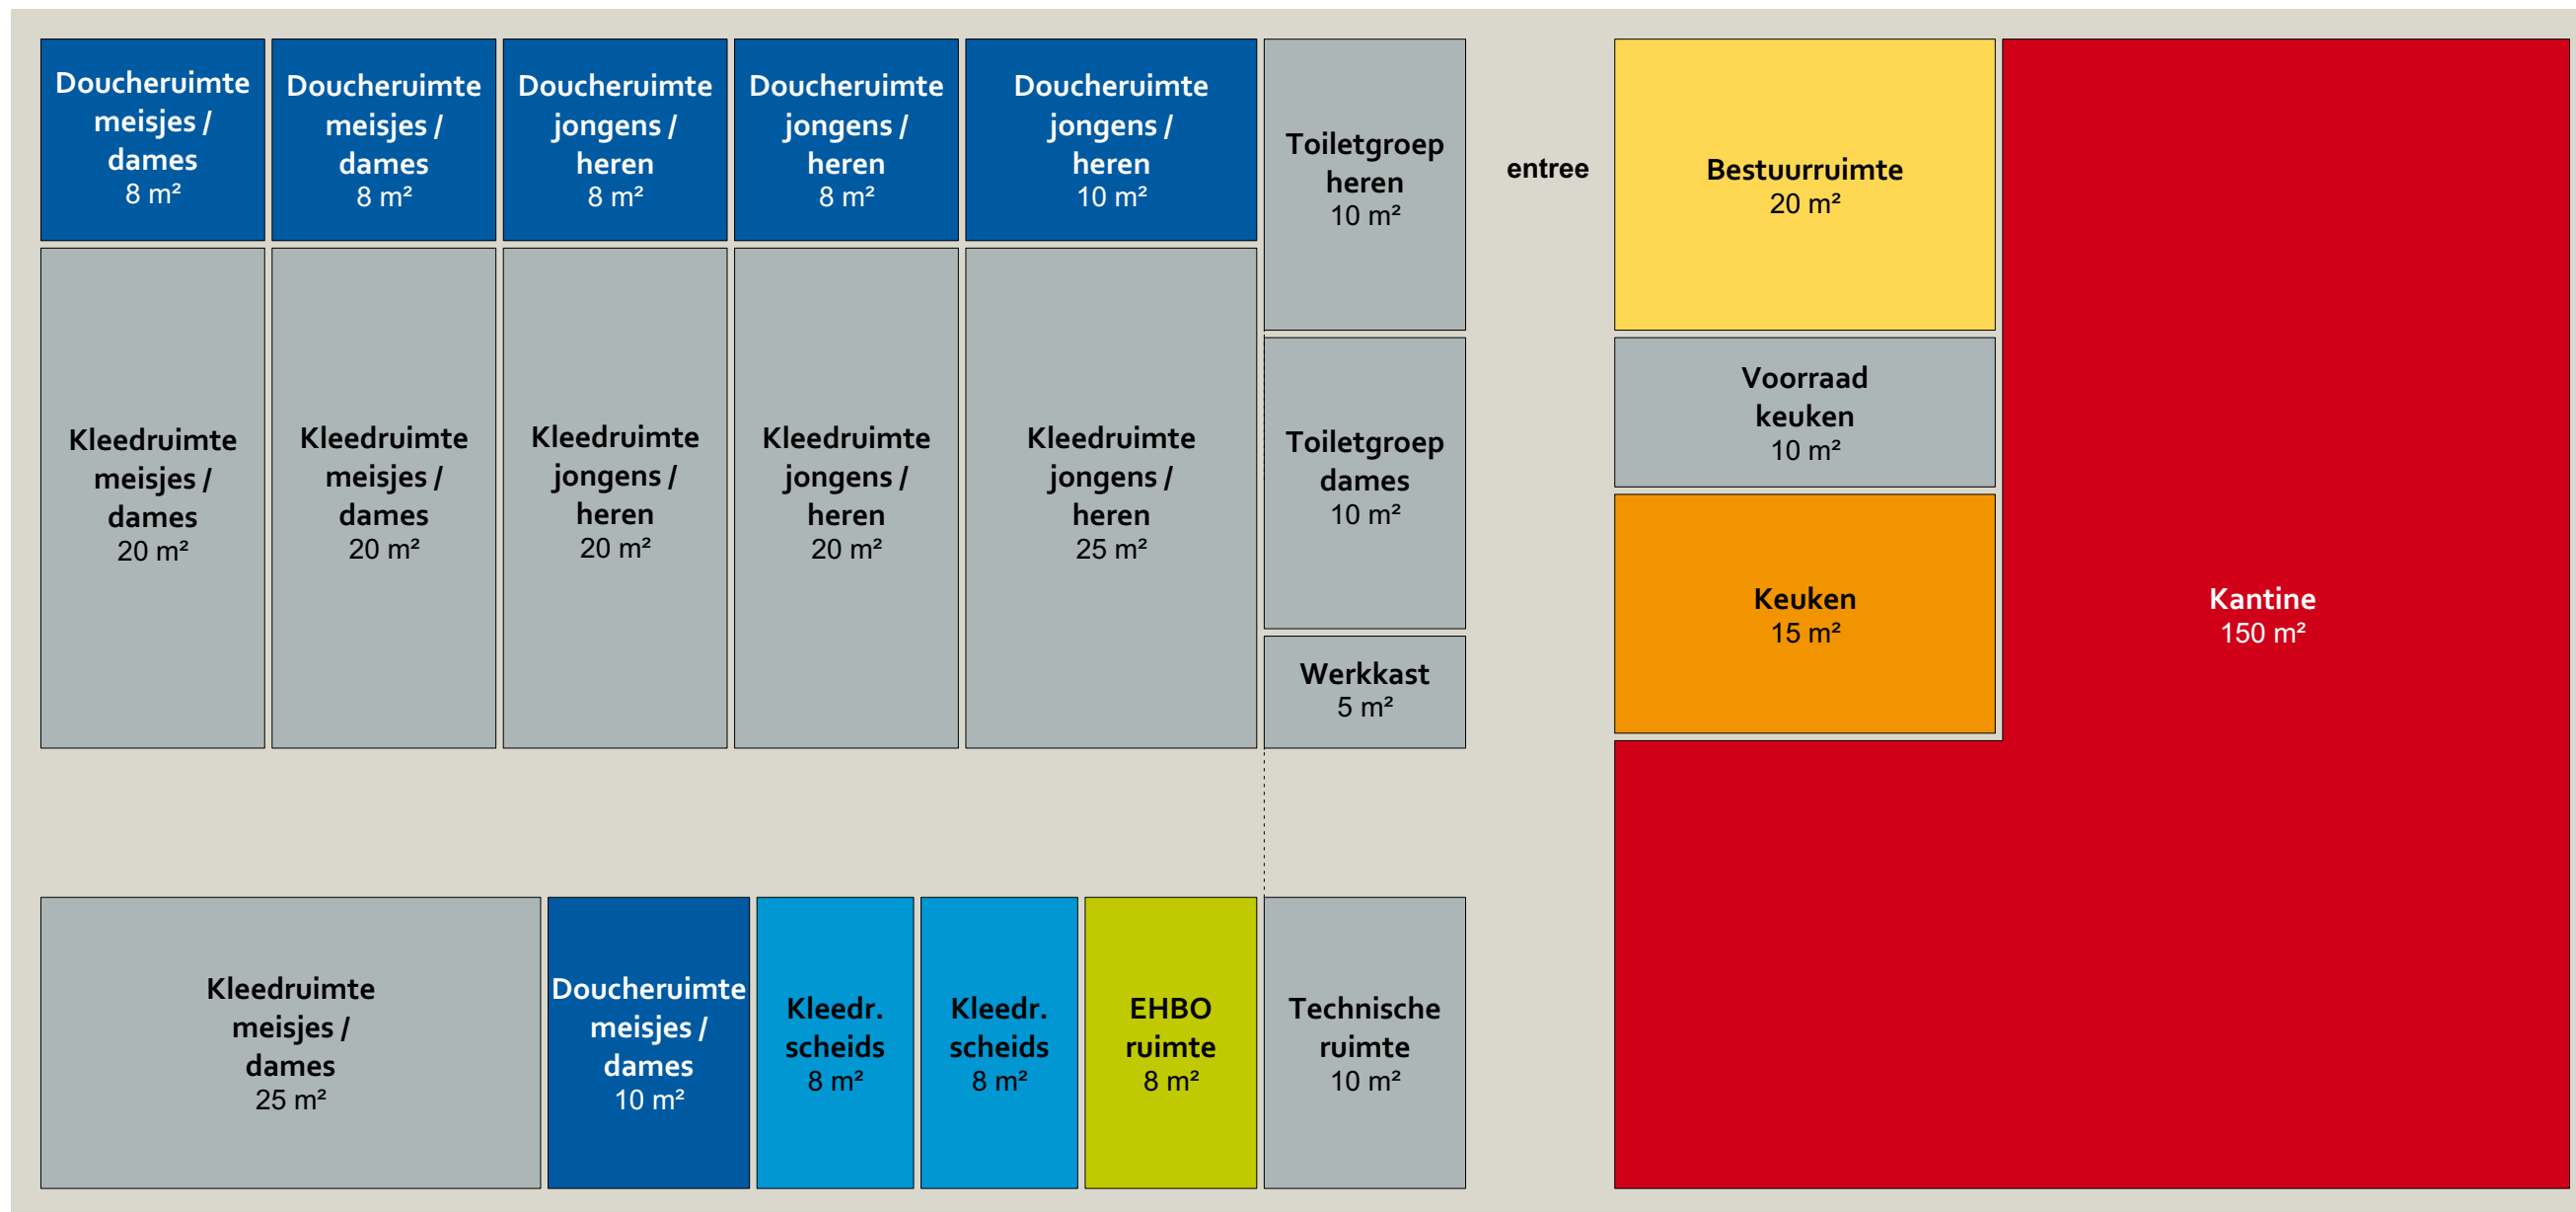 Doucheruimte
meisjes /
dames
8 m²
Doucheruimte
meisjes /
dames
8 m²
Doucheruimte
jongens /
heren
8 m²
Doucheruimte
jongens /
heren
8 m²
Doucheruimte
jongens /
heren
10 m²
Toiletgroep
heren
10 m²
entree
Bestuurruimte
20 m²
Kleedruimte
meisjes /
dames
20 m²
Kleedruimte
meisjes /
dames
20 m²
Kleedruimte
jongens /
heren
20 m²
Kleedruimte
jongens /
heren
20 m²
Kleedruimte
jongens /
heren
25 m²
Toiletgroep
dames
10 m²
Werkkast
5 m²
Voorraad
keuken
10 m²
Keuken
15 m²
Kantine
150 m²
Kleedruimte
meisjes /
dames
25 m²
Doucheruimte
meisjes /
dames
10 m²
Kleedr.
scheids
8 m²
Kleedr.
scheids
8 m²
EHBO
ruimte
8 m²
Technische
ruimte
10 m²